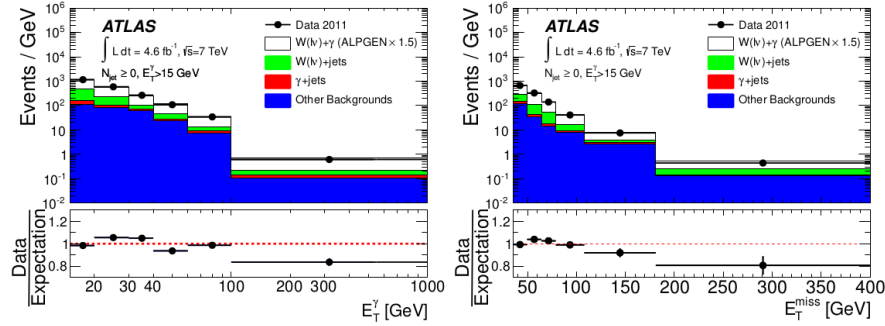 ATLAS
∫ L dt = 4.6 fb⁻¹, √s=7 TeV
N_jet ≥ 0, E_T^γ>15 GeV
Data 2011
W(lν)+γ (ALPGEN × 1.5)
W(lν)+jets
γ+jets
Other Backgrounds
Events / GeV
10⁶
10⁵
10⁴
10³
10²
10
1
10⁻¹
10⁻²
Data
Expectation
1.2
1
0.8
20 30 40 100 200 300 1000
E_T^γ [GeV]
ATLAS
∫ L dt = 4.6 fb⁻¹, √s=7 TeV
N_jet ≥ 0, E_T^γ>15 GeV
Data 2011
W(lν)+γ (ALPGEN × 1.5)
W(lν)+jets
γ+jets
Other Backgrounds
Events / GeV
10⁶
10⁵
10⁴
10³
10²
10
1
10⁻¹
10⁻²
Data
Expectation
1.2
1
0.8
50 100 150 200 250 300 350 400
E_T^miss [GeV]